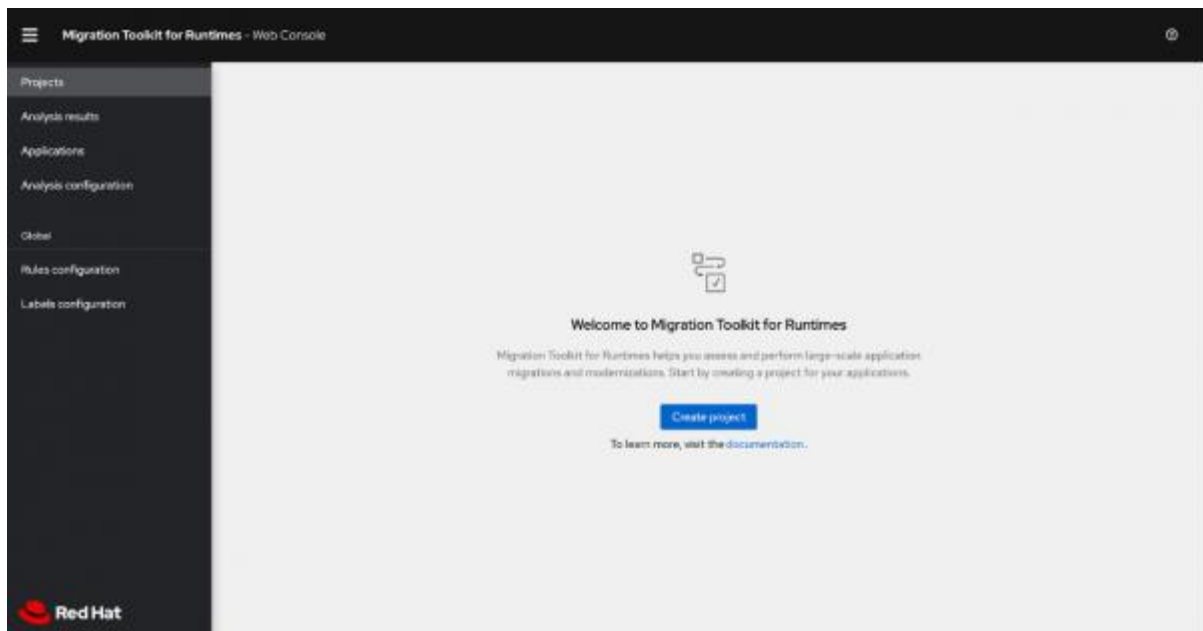 Migration Toolkit for Runtimes - Web Console
Projects
Analysis results
Applications
Analysis configuration
Global
Rules configuration
Labels configuration
Welcome to Migration Toolkit for Runtimes
Migration Toolkit for Runtimes helps you assess and perform large-scale application
migrations and modernizations. Start by creating a project for your applications.
Create project
To learn more, visit the documentation.
Red Hat